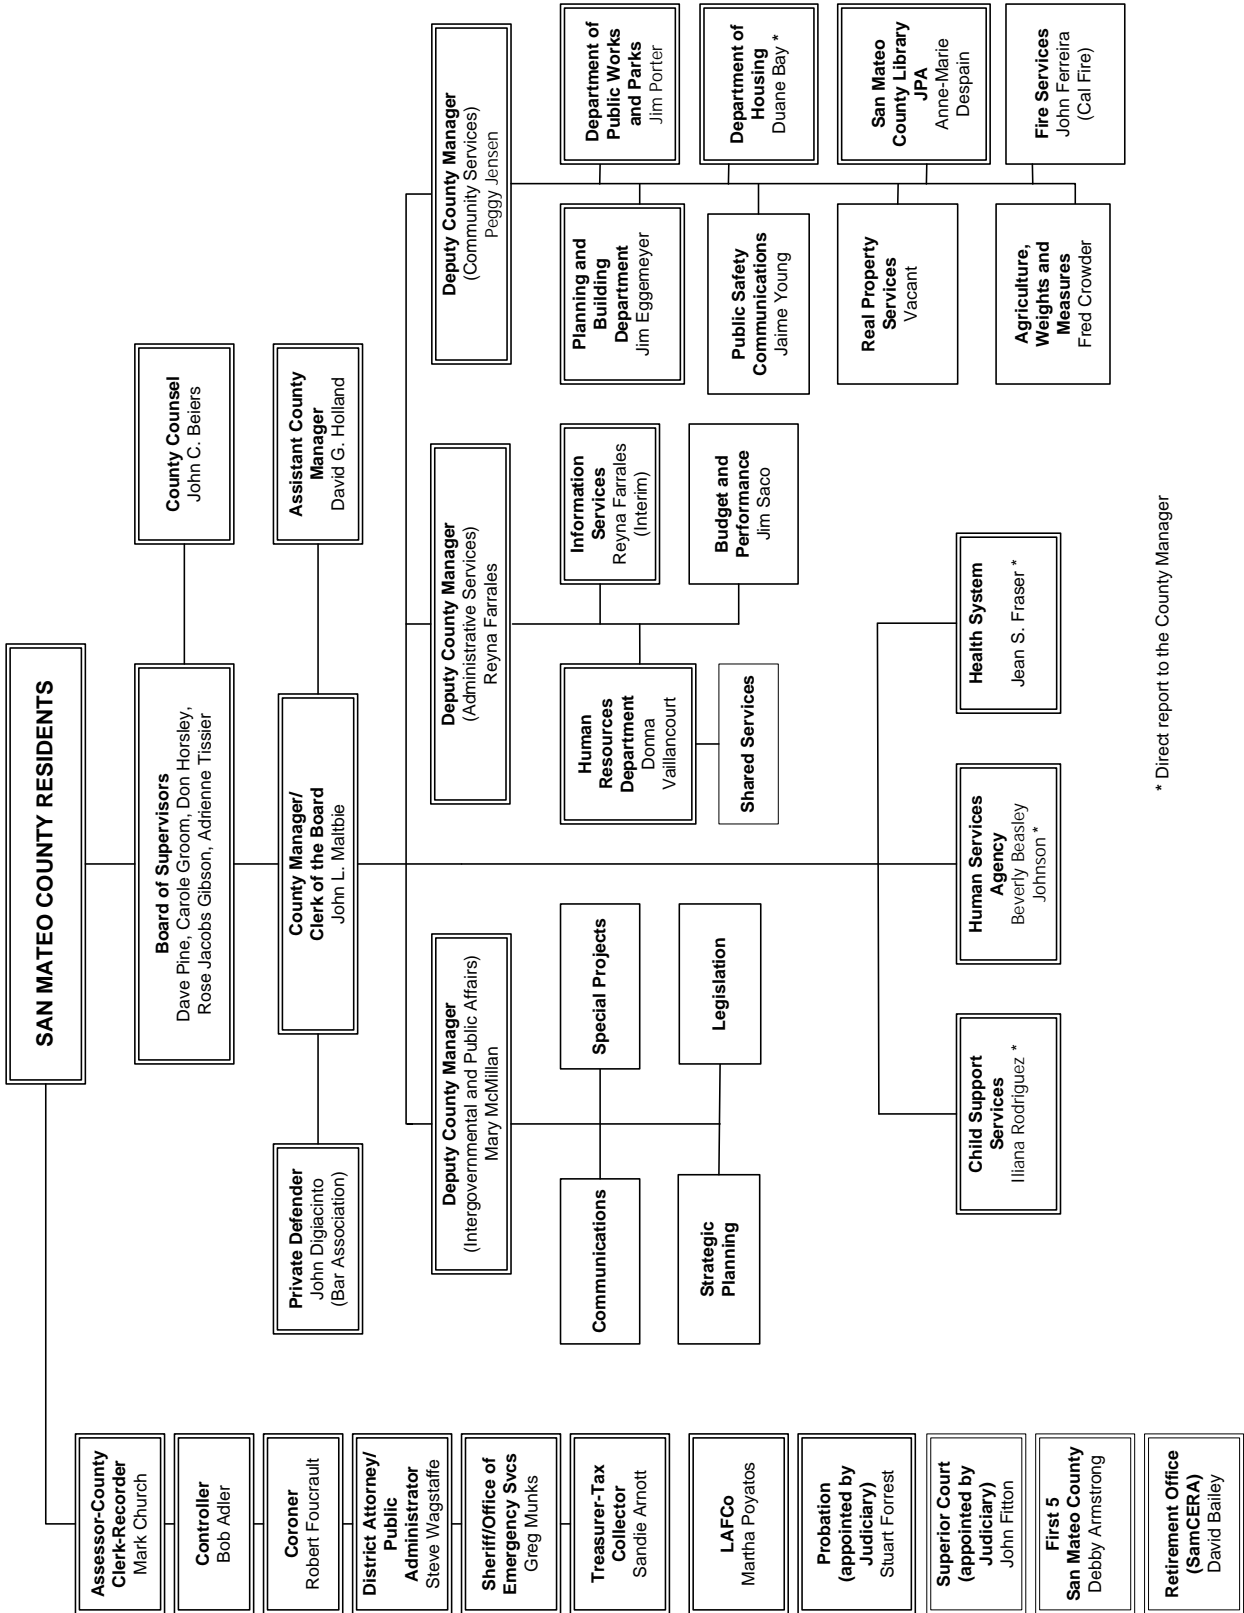 SAN MATEO COUNTY RESIDENTS
Assessor-County
Clerk-Recorder
Mark Church
Controller
Bob Adler
Coroner
Robert Foucrault
District Attorney/
Public
Administrator
Steve Wagstaffe
Sheriff/Office of
Emergency Svcs
Greg Munks
Treasurer-Tax
Collector
Sandie Arnott
LAFCo
Martha Poyatos
Probation
(appointed by
Judiciary)
Stuart Forrest
Superior Court
(appointed by
Judiciary)
John Fitton
First 5
San Mateo County
Debby Armstrong
Retirement Office
(SamCERA)
David Bailey
Board of Supervisors
Dave Pine, Carole Groom, Don Horsley,
Rose Jacobs Gibson, Adrienne Tissier
County Counsel
John C. Beiers
Private Defender
John Digiacinto
(Bar Association)
County Manager/
Clerk of the Board
John L. Maltbie
Assistant County
Manager
David G. Holland
Deputy County Manager
(Intergovernmental and Public Affairs)
Mary McMillan
Communications
Special Projects
Strategic
Planning
Legislation
Deputy County Manager
(Administrative Services)
Reyna Farrales
Human
Resources
Department
Donna
Vaillancourt
Shared Services
Information
Services
Reyna Farrales
(Interim)
Budget and
Performance
Jim Saco
Deputy County Manager
(Community Services)
Peggy Jensen
Planning and
Building
Department
Jim Eggemeyer
Department of
Public Works
and Parks
Jim Porter
Public Safety
Communications
Jaime Young
Department of
Housing
Duane Bay *
Real Property
Services
Vacant
San Mateo
County Library
JPA
Anne-Marie
Despain
Agriculture,
Weights and
Measures
Fred Crowder
Fire Services
John Ferreira
(Cal Fire)
Child Support
Services
Iliana Rodriguez *
Human Services
Agency
Beverly Beasley
Johnson *
Health System
Jean S. Fraser *
* Direct report to the County Manager